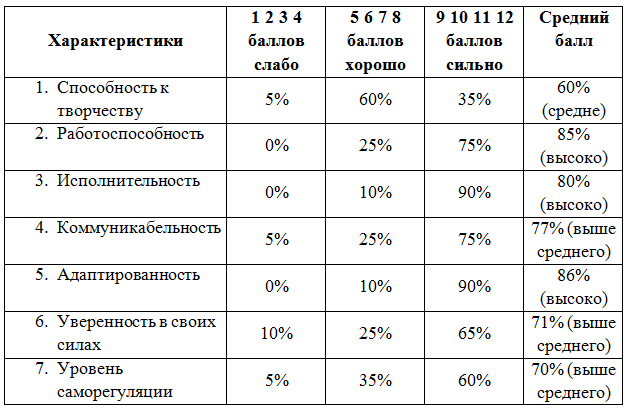 Характеристики | 1 2 3 4 баллов слабо | 5 6 7 8 баллов хорошо | 9 10 11 12 баллов сильно | Средний балл
1. Способность к творчеству | 5% | 60% | 35% | 60% (средне)
2. Работоспособность | 0% | 25% | 75% | 85% (высоко)
3. Исполнительность | 0% | 10% | 90% | 80% (высоко)
4. Коммуникабельность | 5% | 25% | 75% | 77% (выше среднего)
5. Адаптированность | 0% | 10% | 90% | 86% (высоко)
6. Уверенность в своих силах | 10% | 25% | 65% | 71% (выше среднего)
7. Уровень саморегуляции | 5% | 35% | 60% | 70% (выше среднего)